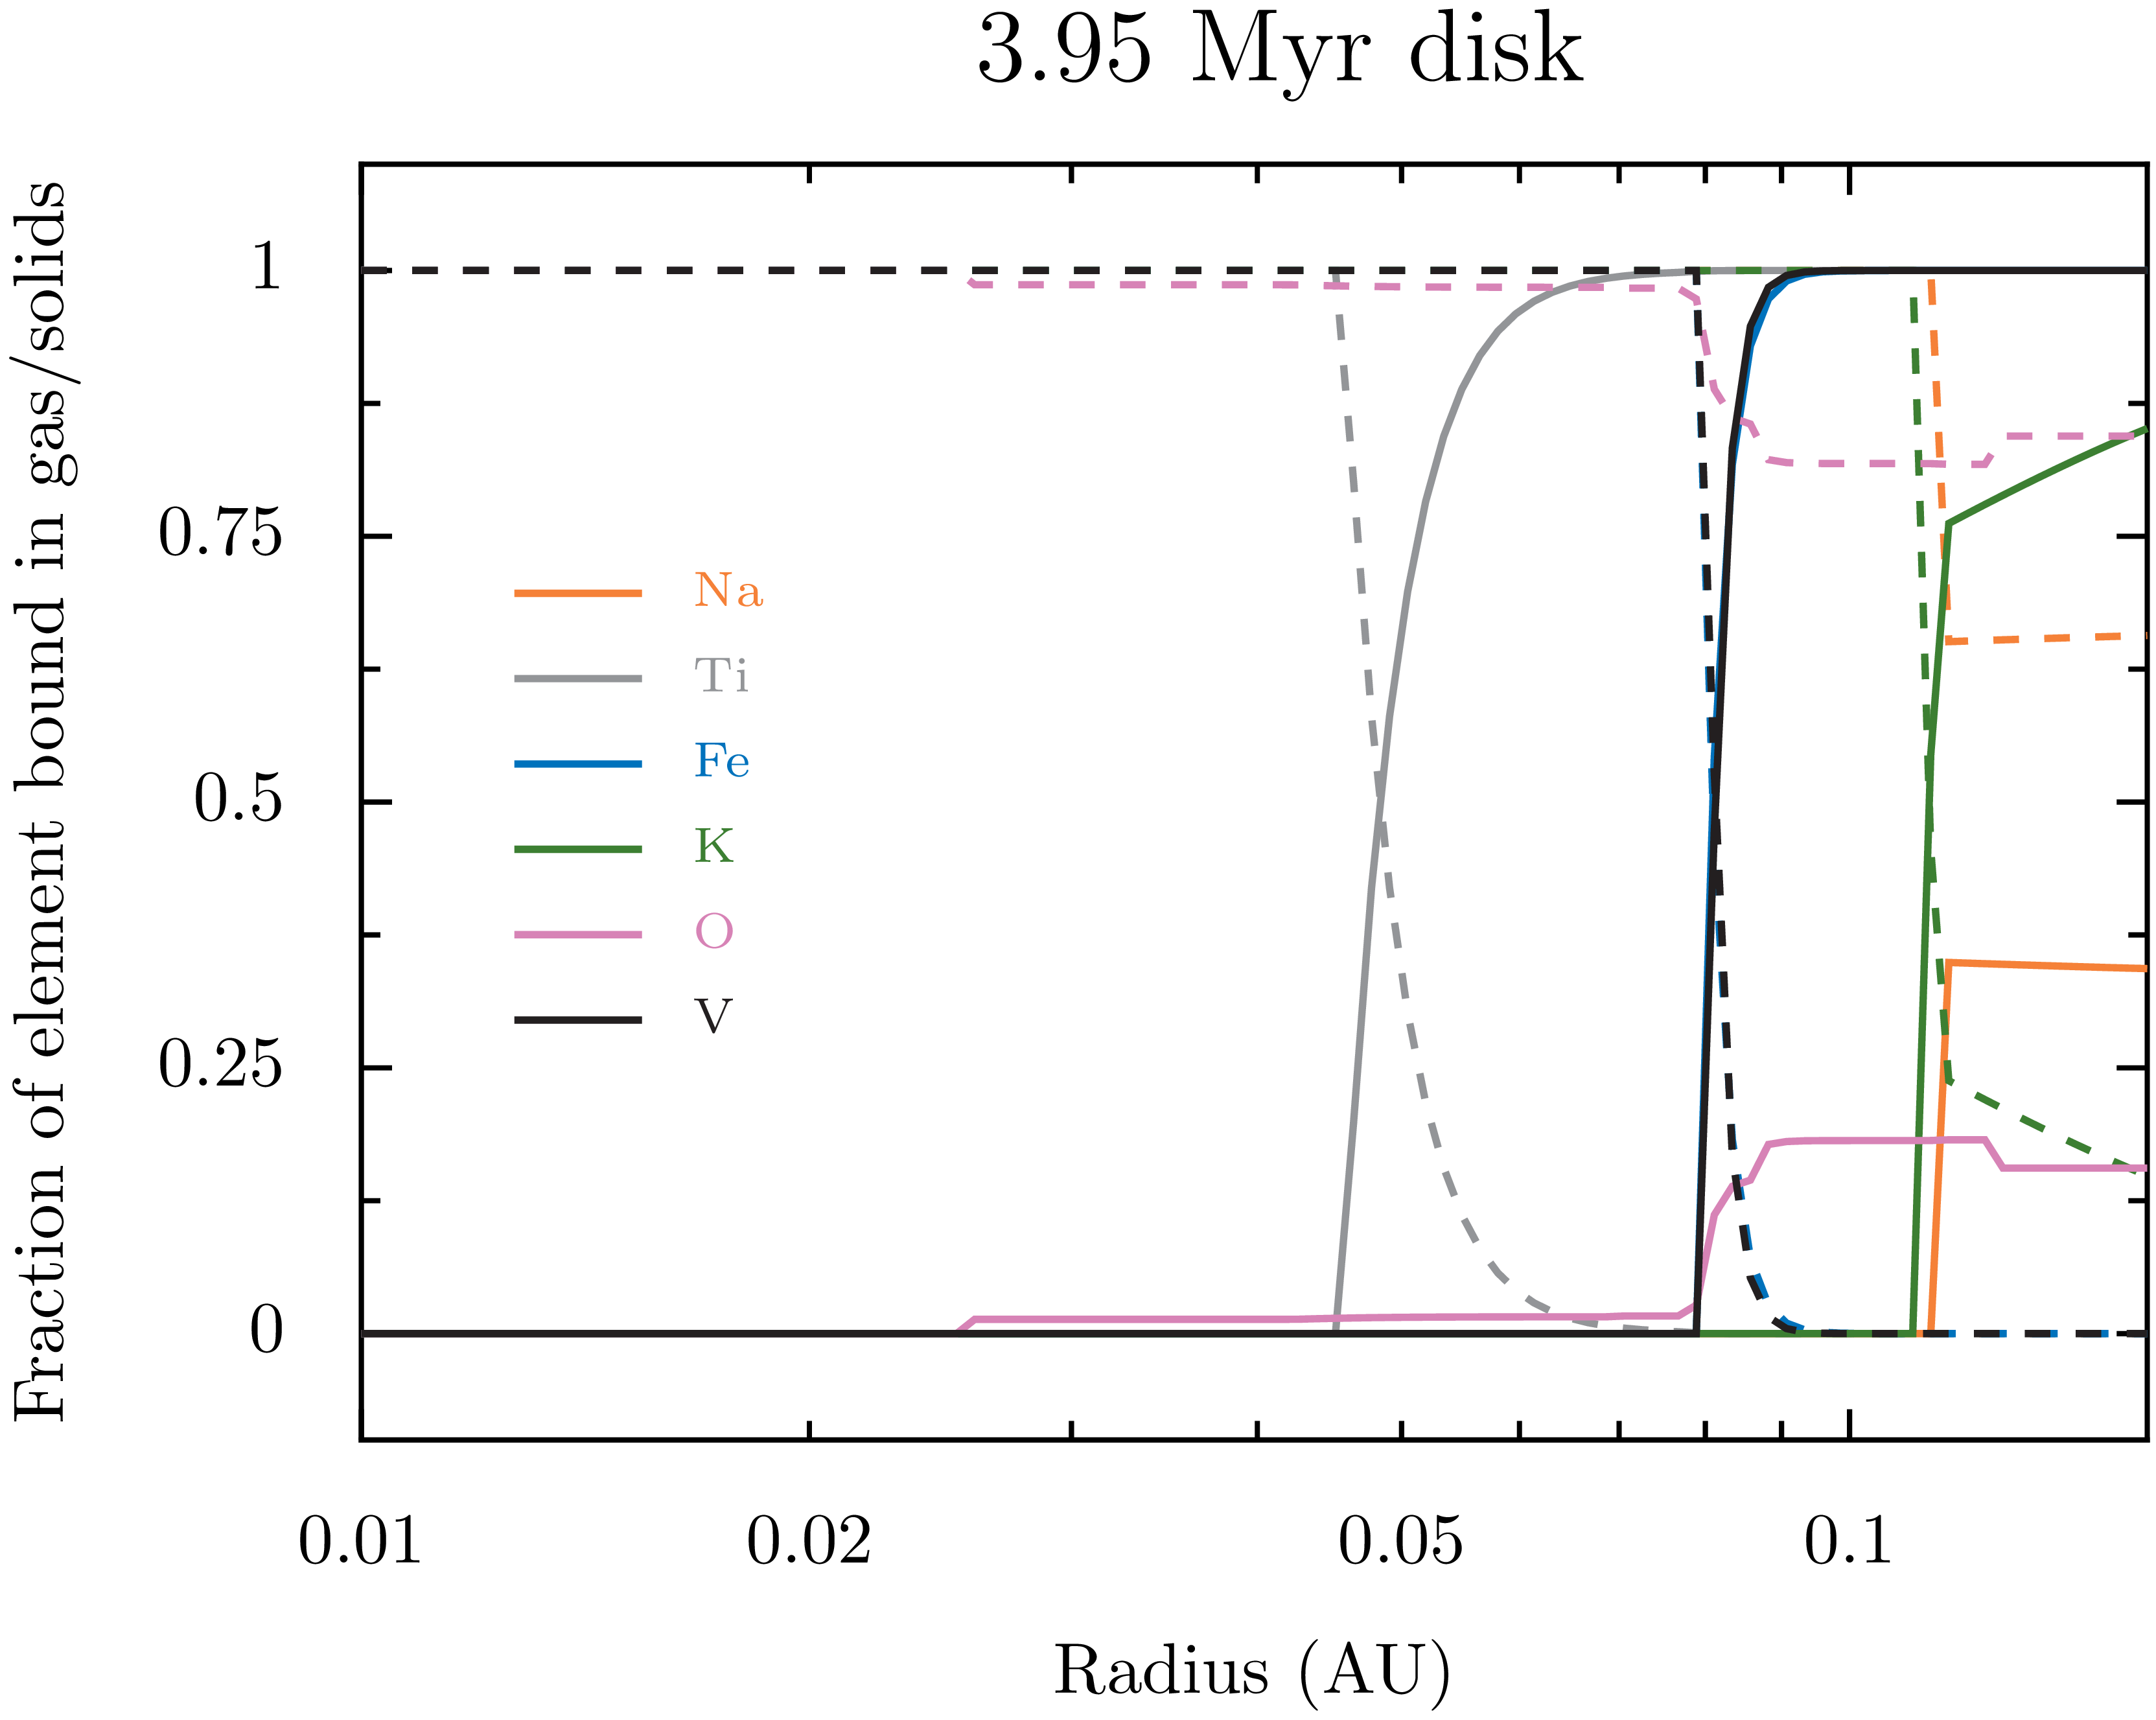 3.95 Myr disk
Fraction of element bound in gas/solids
1
0.75
0.5
0.25
0
Na
Ti
Fe
K
O
V
0.01 0.02 0.05 0.1
Radius (AU)